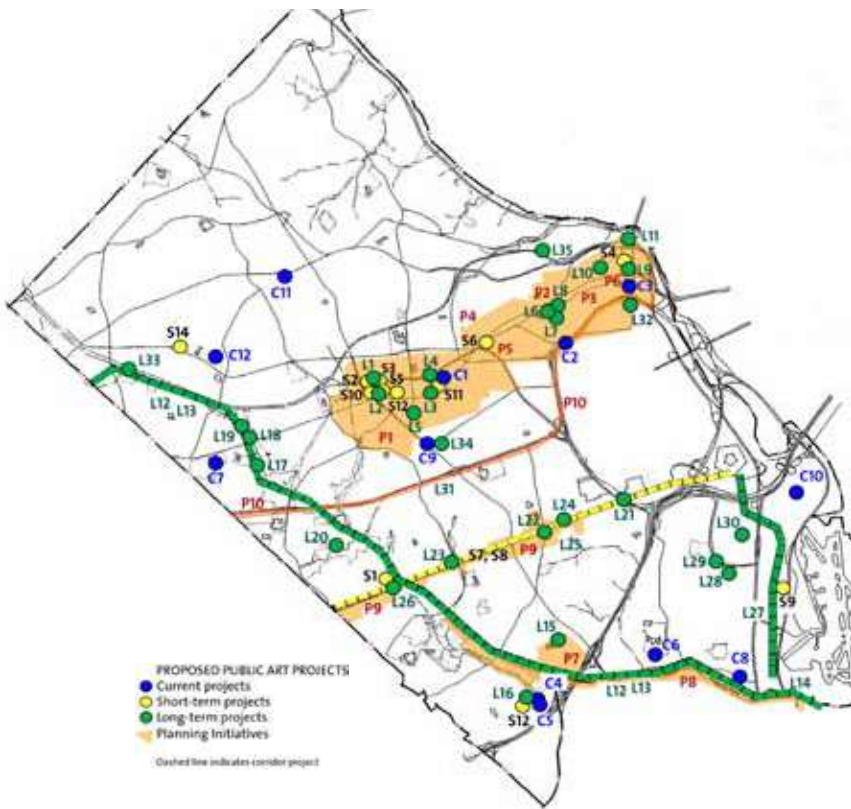 L11
L35
S4
L10
L9
P6
C3
C11
L8
P2
P3
L6
L32
P4
L7
S14
S6
P5
C2
C12
L33
L1
S3
L4
C1
S2
S5
L12
L13
S10
L2
S12
L3
S11
P10
L5
L19
L18
P1
C9
L34
C7
L17
L31
C10
P10
L24
L21
L22
L25
L30
L20
L23
S7, S8
P9
S1
L29
L28
S9
P9
L26
L27
L15
P7
C6
C8
L16
C4
L12
L13
P8
L14
S12
C5
PROPOSED PUBLIC ART PROJECTS
Current projects
Short-term projects
Long-term projects
Planning Initiatives
Dashed line indicates corridor project